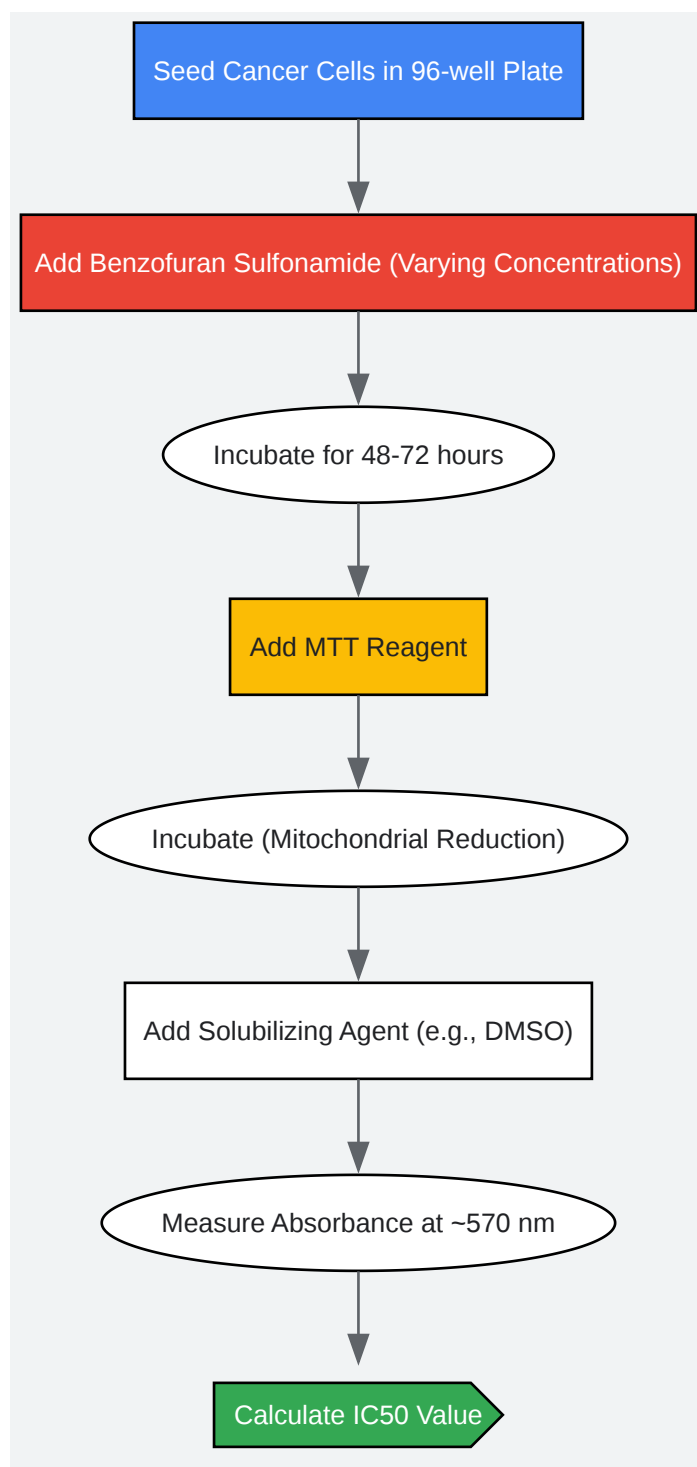 Seed Cancer Cells in 96-well Plate
Add Benzofuran Sulfonamide (Varying Concentrations)
Incubate for 48-72 hours
Add MTT Reagent
Incubate (Mitochondrial Reduction)
Add Solubilizing Agent (e.g., DMSO)
Measure Absorbance at ~570 nm
Calculate IC50 Value